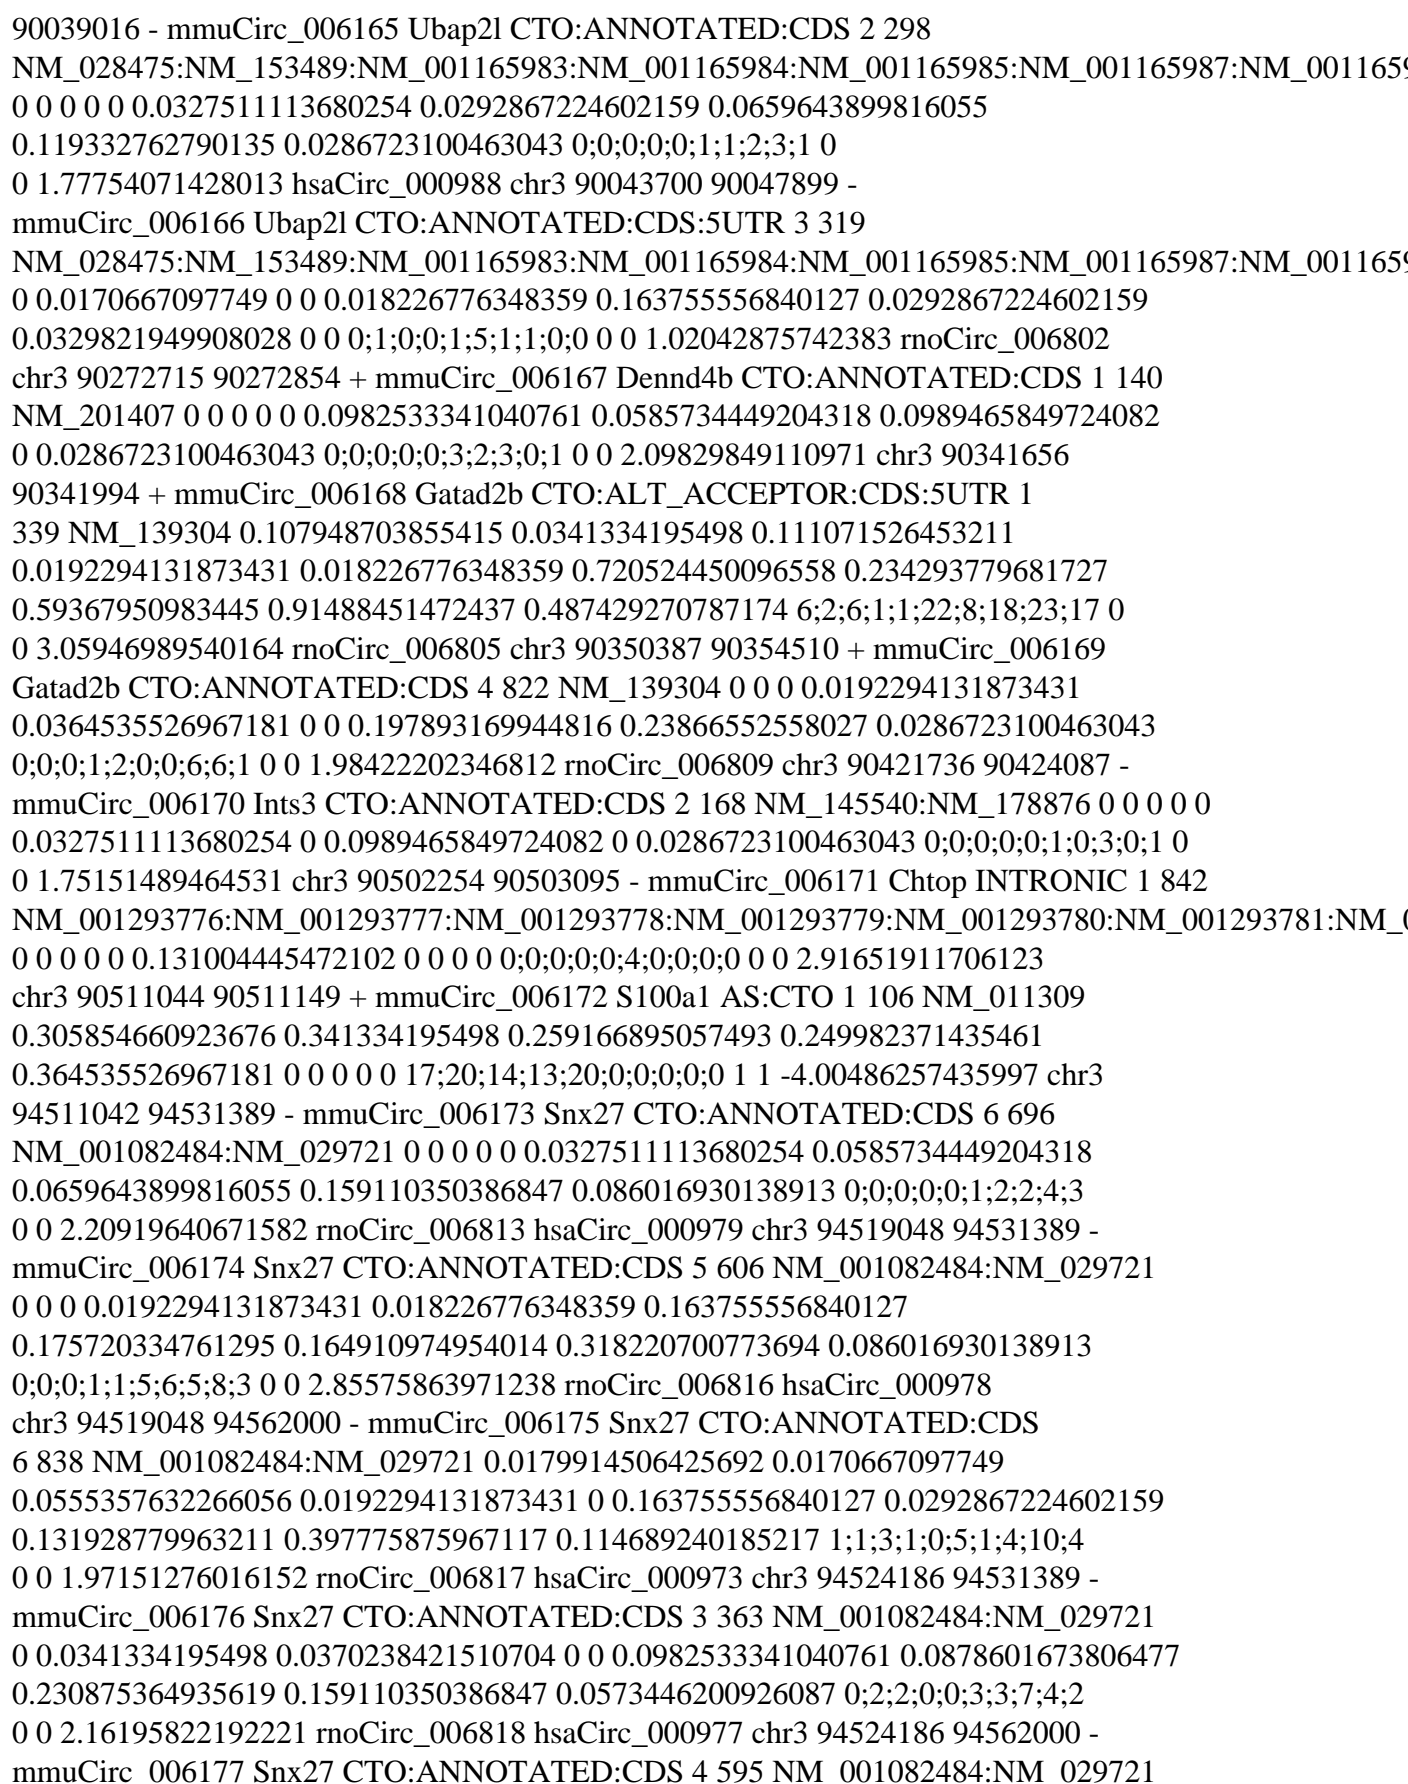 90039016 - mmuCirc_006165 Ubap2l CTO:ANNOTATED:CDS 2 298
NM_028475:NM_153489:NM_001165983:NM_001165984:NM_001165985:NM_001165987:NM_0011659
0 0 0 0 0 0.0327511113680254 0.0292867224602159 0.0659643899816055
0.119332762790135 0.0286723100463043 0;0;0;0;0;1;1;2;3;1 0
0 1.77754071428013 hsaCirc_000988 chr3 90043700 90047899 -
mmuCirc_006166 Ubap2l CTO:ANNOTATED:CDS:5UTR 3 319
NM_028475:NM_153489:NM_001165983:NM_001165984:NM_001165985:NM_001165987:NM_0011659
0 0.0170667097749 0 0 0.018226776348359 0.163755556840127 0.0292867224602159
0.0329821949908028 0 0 0;1;0;0;1;5;1;1;0;0 0 0 1.02042875742383 rnoCirc_006802
chr3 90272715 90272854 + mmuCirc_006167 Dennd4b CTO:ANNOTATED:CDS 1 140
NM_201407 0 0 0 0 0 0.0982533341040761 0.0585734449204318 0.0989465849724082
0 0.0286723100463043 0;0;0;0;0;3;2;3;0;1 0 0 2.09829849110971 chr3 90341656
90341994 + mmuCirc_006168 Gatad2b CTO:ALT_ACCEPTOR:CDS:5UTR 1
339 NM_139304 0.107948703855415 0.0341334195498 0.111071526453211
0.0192294131873431 0.018226776348359 0.720524450096558 0.234293779681727
0.59367950983445 0.91488451472437 0.487429270787174 6;2;6;1;1;22;8;18;23;17 0
0 3.05946989540164 rnoCirc_006805 chr3 90350387 90354510 + mmuCirc_006169
Gatad2b CTO:ANNOTATED:CDS 4 822 NM_139304 0 0 0 0.0192294131873431
0.0364535526967181 0 0 0.197893169944816 0.23866552558027 0.0286723100463043
0;0;0;1;2;0;0;6;6;1 0 0 1.98422202346812 rnoCirc_006809 chr3 90421736 90424087 -
mmuCirc_006170 Ints3 CTO:ANNOTATED:CDS 2 168 NM_145540:NM_178876 0 0 0 0 0
0.0327511113680254 0 0.0989465849724082 0 0.0286723100463043 0;0;0;0;0;1;0;3;0;1 0
0 1.75151489464531 chr3 90502254 90503095 - mmuCirc_006171 Chtop INTRONIC 1 842
NM_001293776:NM_001293777:NM_001293778:NM_001293779:NM_001293780:NM_001293781:NM_0
0 0 0 0 0 0.131004445472102 0 0 0 0 0;0;0;0;0;4;0;0;0;0 0 0 2.91651911706123
chr3 90511044 90511149 + mmuCirc_006172 S100a1 AS:CTO 1 106 NM_011309
0.305854660923676 0.341334195498 0.259166895057493 0.249982371435461
0.364535526967181 0 0 0 0 0 17;20;14;13;20;0;0;0;0;0 1 1 -4.00486257435997 chr3
94511042 94531389 - mmuCirc_006173 Snx27 CTO:ANNOTATED:CDS 6 696
NM_001082484:NM_029721 0 0 0 0 0 0.0327511113680254 0.0585734449204318
0.0659643899816055 0.159110350386847 0.086016930138913 0;0;0;0;0;1;2;2;4;3
0 0 2.20919640671582 rnoCirc_006813 hsaCirc_000979 chr3 94519048 94531389 -
mmuCirc_006174 Snx27 CTO:ANNOTATED:CDS 5 606 NM_001082484:NM_029721
0 0 0 0.0192294131873431 0.018226776348359 0.163755556840127
0.175720334761295 0.164910974954014 0.318220700773694 0.086016930138913
0;0;0;1;1;5;6;5;8;3 0 0 2.85575863971238 rnoCirc_006816 hsaCirc_000978
chr3 94519048 94562000 - mmuCirc_006175 Snx27 CTO:ANNOTATED:CDS
6 838 NM_001082484:NM_029721 0.0179914506425692 0.0170667097749
0.0555357632266056 0.0192294131873431 0 0.163755556840127 0.0292867224602159
0.131928779963211 0.397775875967117 0.114689240185217 1;1;3;1;0;5;1;4;10;4
0 0 1.97151276016152 rnoCirc_006817 hsaCirc_000973 chr3 94524186 94531389 -
mmuCirc_006176 Snx27 CTO:ANNOTATED:CDS 3 363 NM_001082484:NM_029721
0 0.0341334195498 0.0370238421510704 0 0 0.0982533341040761 0.0878601673806477
0.230875364935619 0.159110350386847 0.0573446200926087 0;2;2;0;0;3;3;7;4;2
0 0 2.16195822192221 rnoCirc_006818 hsaCirc_000977 chr3 94524186 94562000 -
mmuCirc_006177 Snx27 CTO:ANNOTATED:CDS 4 595 NM_001082484:NM_029721